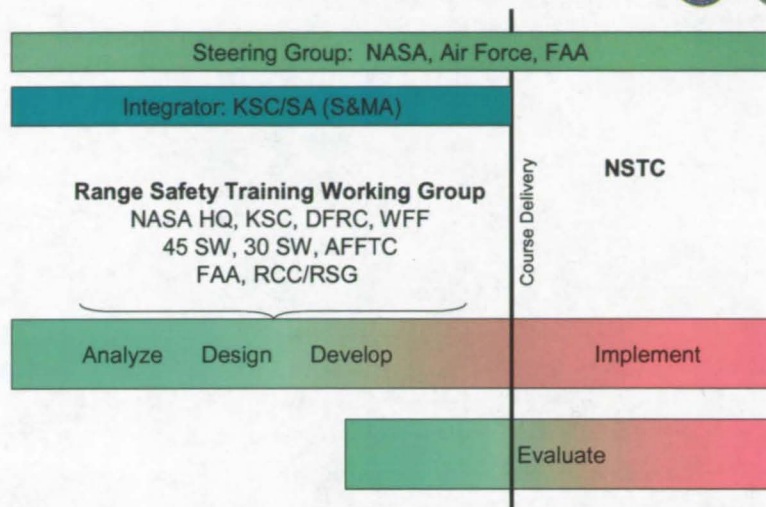 Steering Group: NASA, Air Force, FAA
Integrator: KSC/SA (S&MA)
NSTC
Range Safety Training Working Group
NASA HQ, KSC, DFRC, WFF
45 SW, 30 SW, AFFTC
FAA, RCC/RSG
Course Delivery
Analyze Design Develop Implement
Evaluate